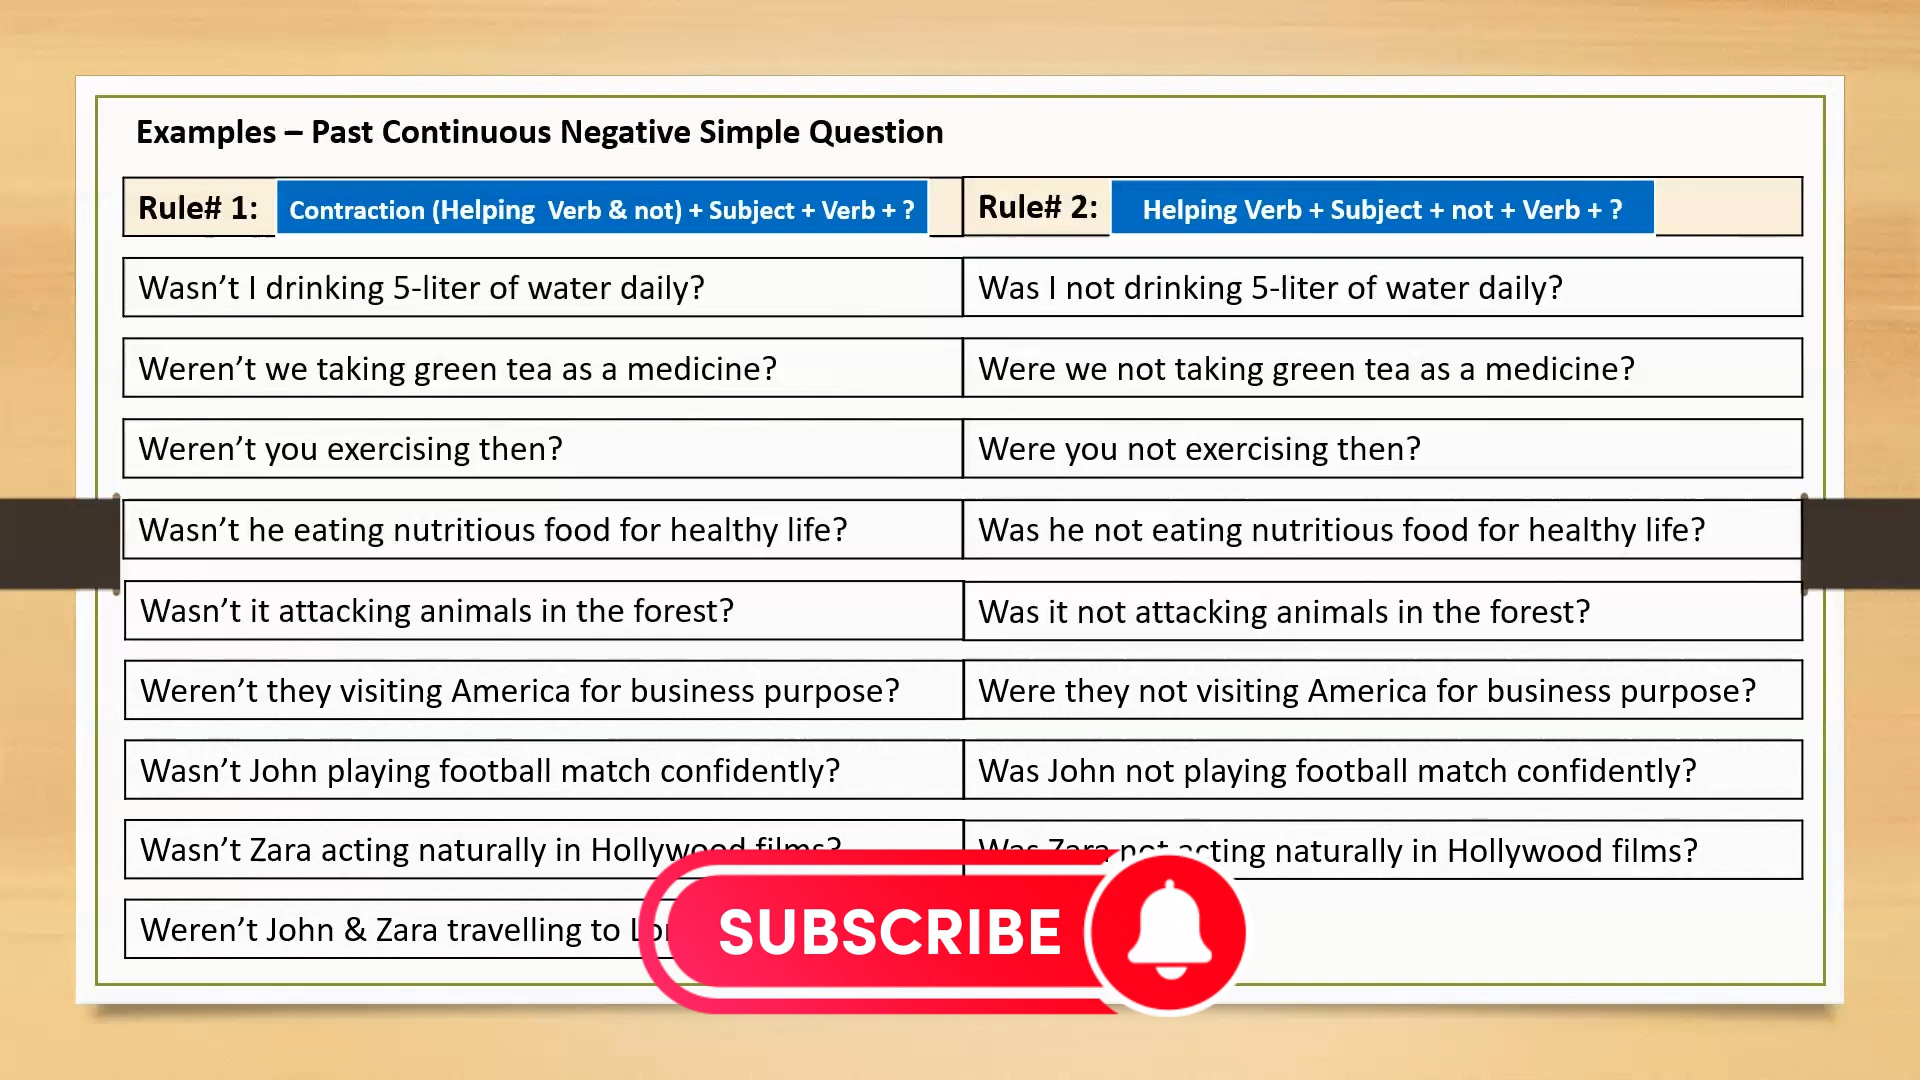 Examples – Past Continuous Negative Simple Question
Rule# 1: Contraction (Helping Verb & not) + Subject + Verb + ?
Rule# 2: Helping Verb + Subject + not + Verb + ?
Wasn’t I drinking 5-liter of water daily?
Was I not drinking 5-liter of water daily?
Weren’t we taking green tea as a medicine?
Were we not taking green tea as a medicine?
Weren’t you exercising then?
Were you not exercising then?
Wasn’t he eating nutritious food for healthy life?
Was he not eating nutritious food for healthy life?
Wasn’t it attacking animals in the forest?
Was it not attacking animals in the forest?
Weren’t they visiting America for business purpose?
Were they not visiting America for business purpose?
Wasn’t John playing football match confidently?
Was John not playing football match confidently?
Wasn’t Zara acting naturally in Hollywood films?
Was Zara not acting naturally in Hollywood films?
Weren’t John & Zara travelling to
SUBSCRIBE